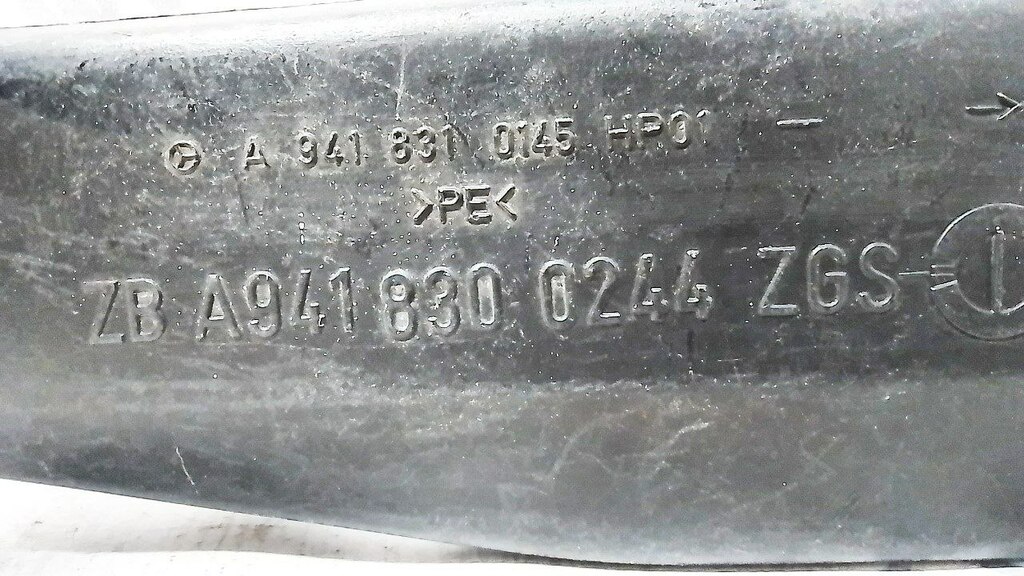 A 941 831 0145 HP01
>PE<
ZB A941 830 0244 ZGS